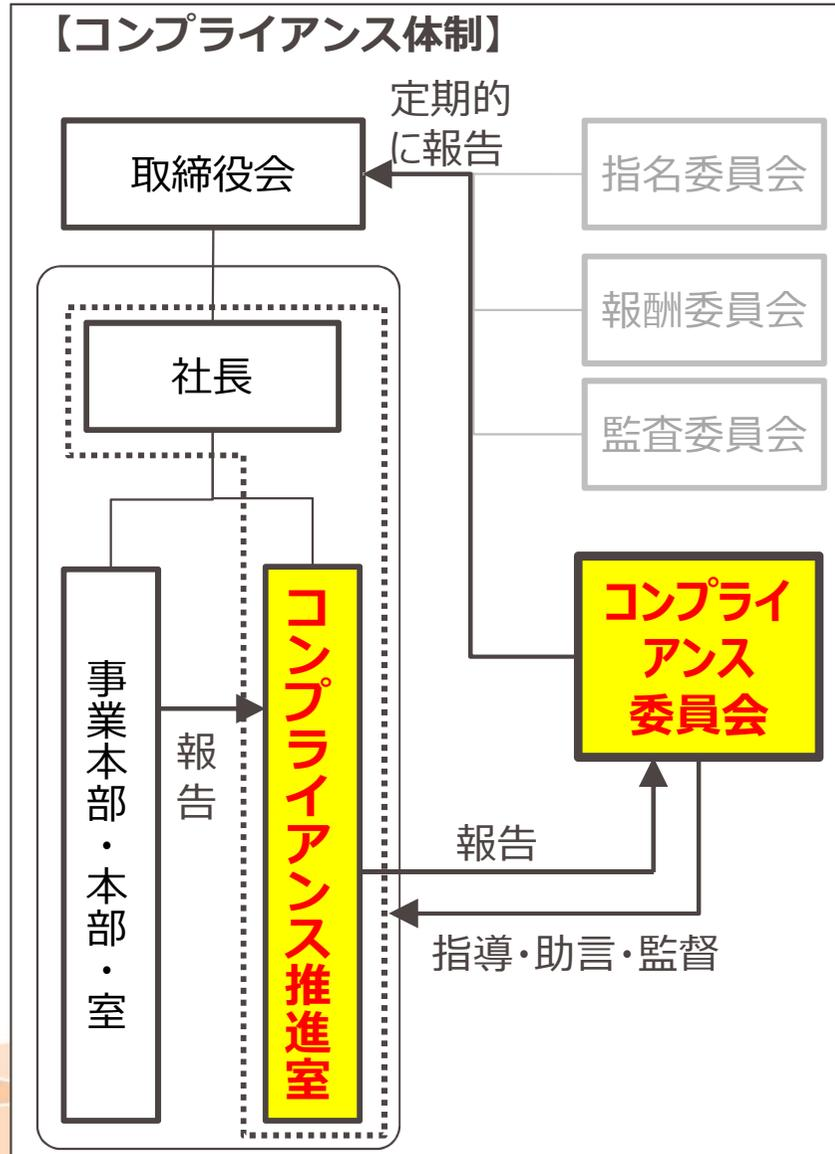 【コンプライアンス体制】
定期的
に報告
取締役会
指名委員会
報酬委員会
社長
監査委員会
コンプライ
アンス
委員会
事業本部・本部・室
報告
コンプライアンス推進室
報告
指導・助言・監督